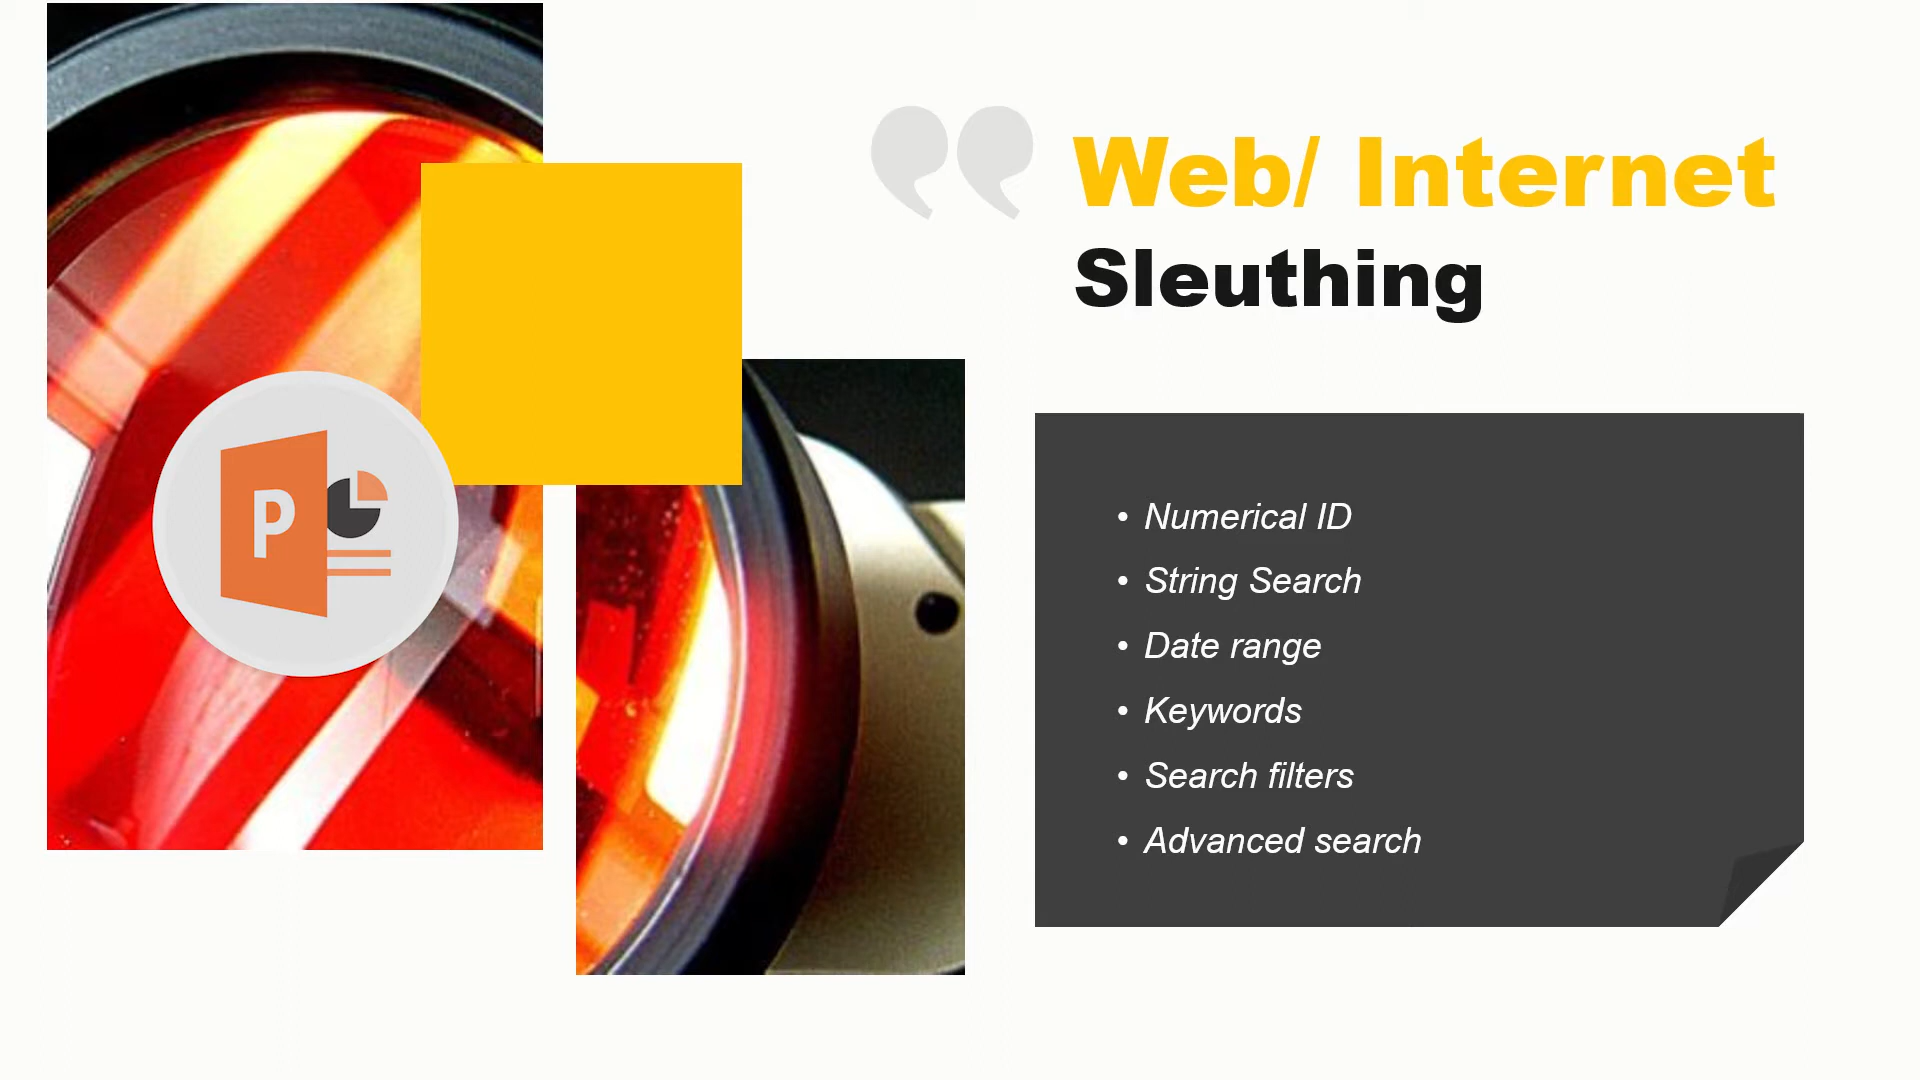 Web/ Internet
Sleuthing
P
• Numerical ID
• String Search
• Date range
• Keywords
• Search filters
• Advanced search